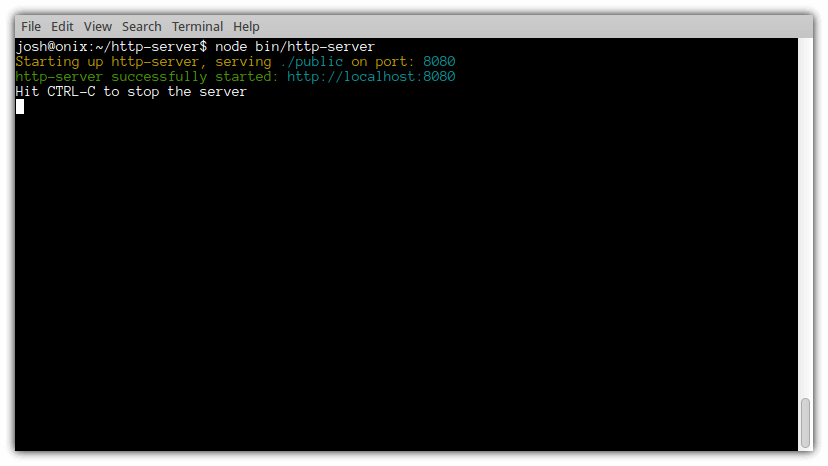 File Edit View Search Terminal Help
josh@onix:~/http-server$ node bin/http-server
Starting up http-server, serving ./public on port: 8080
http-server successfully started: http://localhost:8080
Hit CTRL-C to stop the server